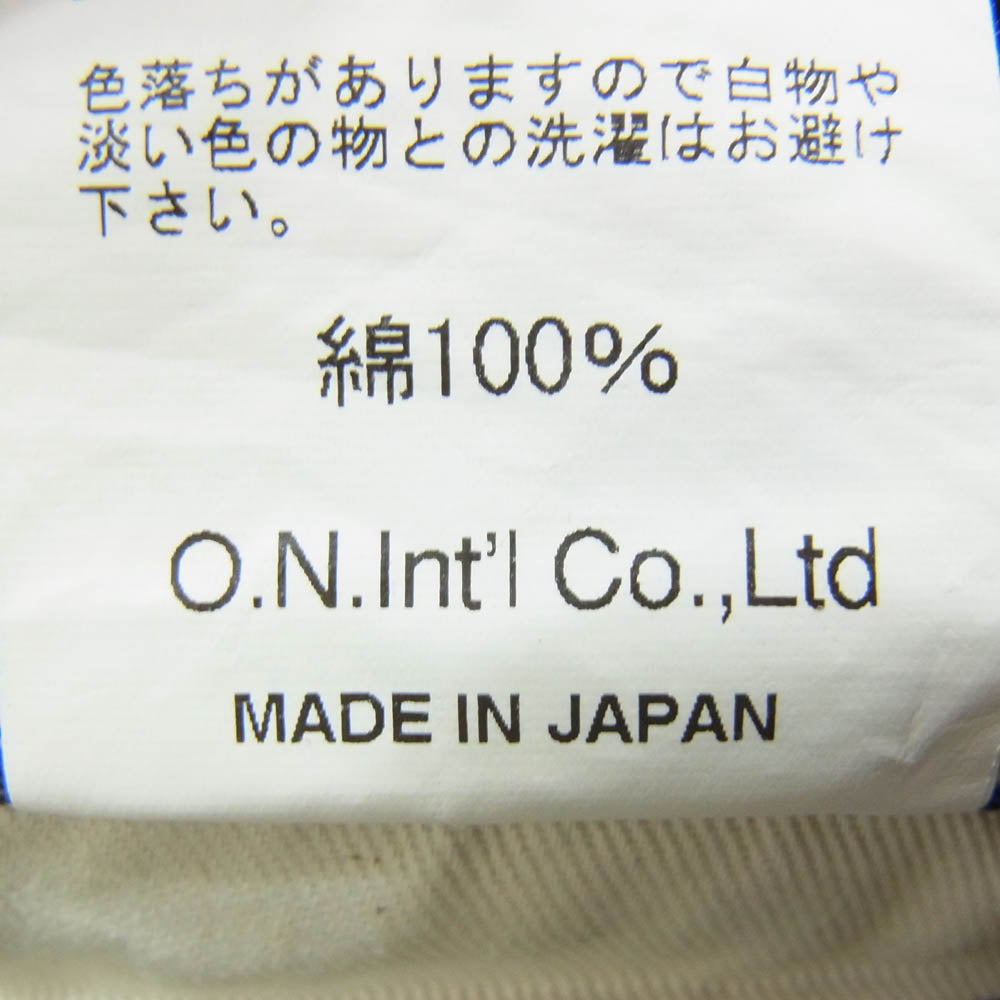 色落ちがありますので白物や
淡い色の物との洗濯はお避け
下さい。
綿100%
O.N.Int'l Co.,Ltd
MADE IN JAPAN